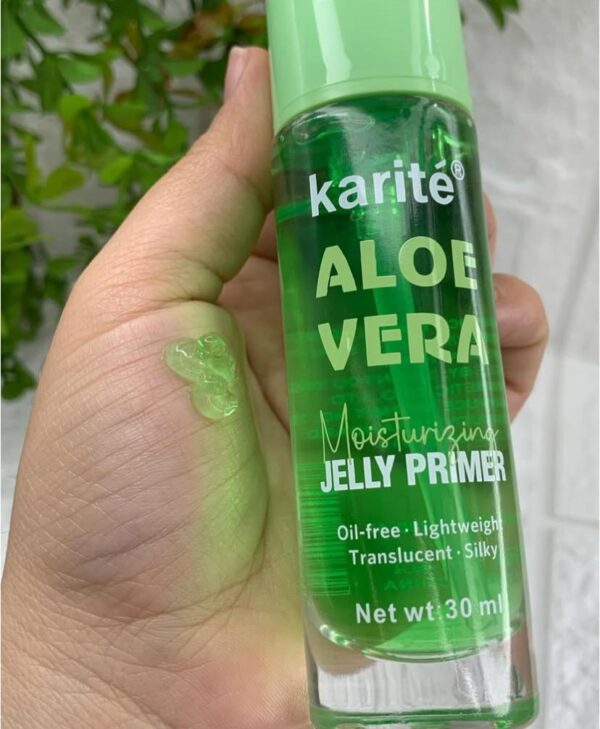 karité®
ALOE
VERA
Moisturizing
JELLY PRIMER
Oil-free · Lightweight
Translucent · Silky
Net wt: 30 ml